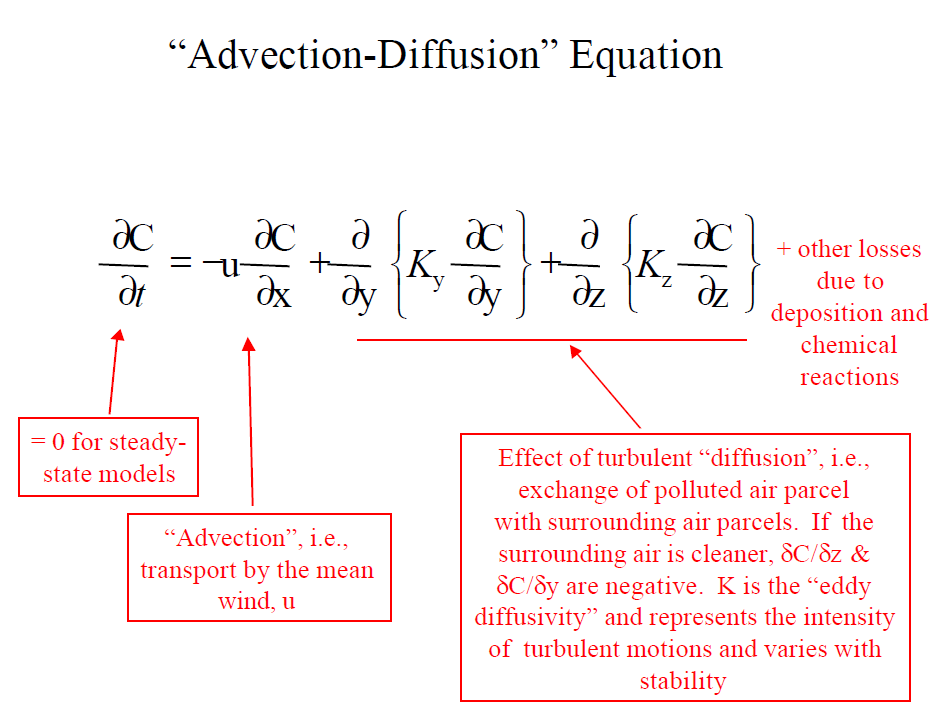 “Advection-Diffusion” Equation
∂C/∂t = −u ∂C/∂x + ∂/∂y {K_y ∂C/∂y} + ∂/∂z {K_z ∂C/∂z}
+ other losses
due to
deposition and
chemical
reactions
= 0 for steady-
state models
“Advection”, i.e.,
transport by the mean
wind, u
Effect of turbulent “diffusion”, i.e.,
exchange of polluted air parcel
with surrounding air parcels.  If  the
surrounding air is cleaner, δC/δz &
δC/δy are negative.  K is the “eddy
diffusivity” and represents the intensity
of  turbulent motions and varies with
stability